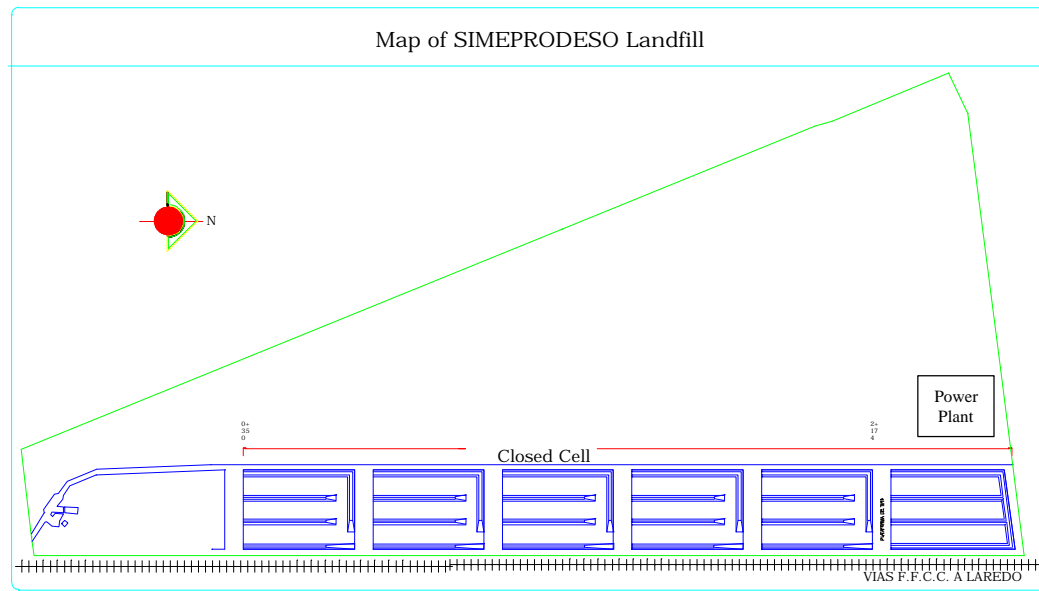 Map of SIMEPRODESO Landfill
N
Power
Plant
0+
35
0
2+
17
4
Closed Cell
VIAS F.F.C.C. A LAREDO